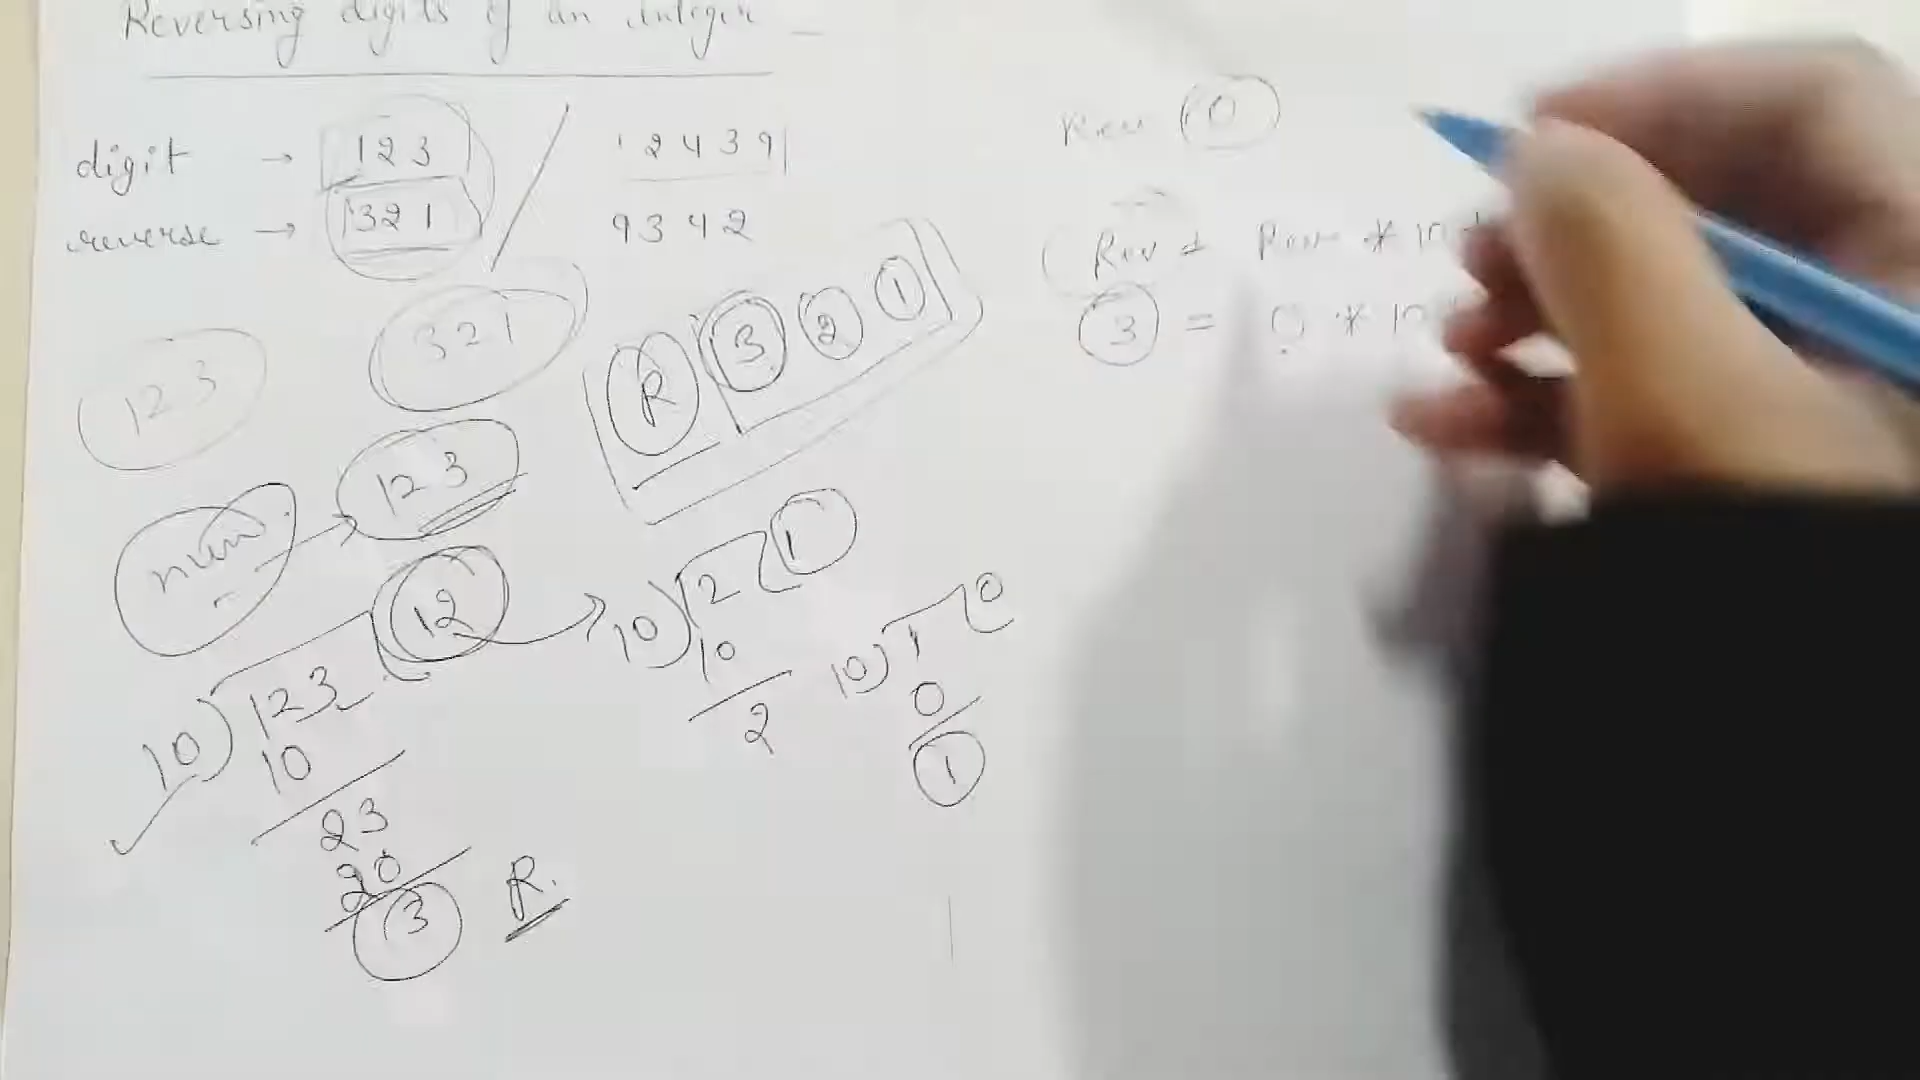 Reversing digits of an integer
digit → 123 / 12439
reverse → 321 9342
123 321
R 3 2 1
num → 123
10) 123 (12
10
23
20
3 R.
10) 2 (1
10
2
10) 1 (0
0
1
Rev 0
Rev = Rev * 10 +
3 = 0 * 10